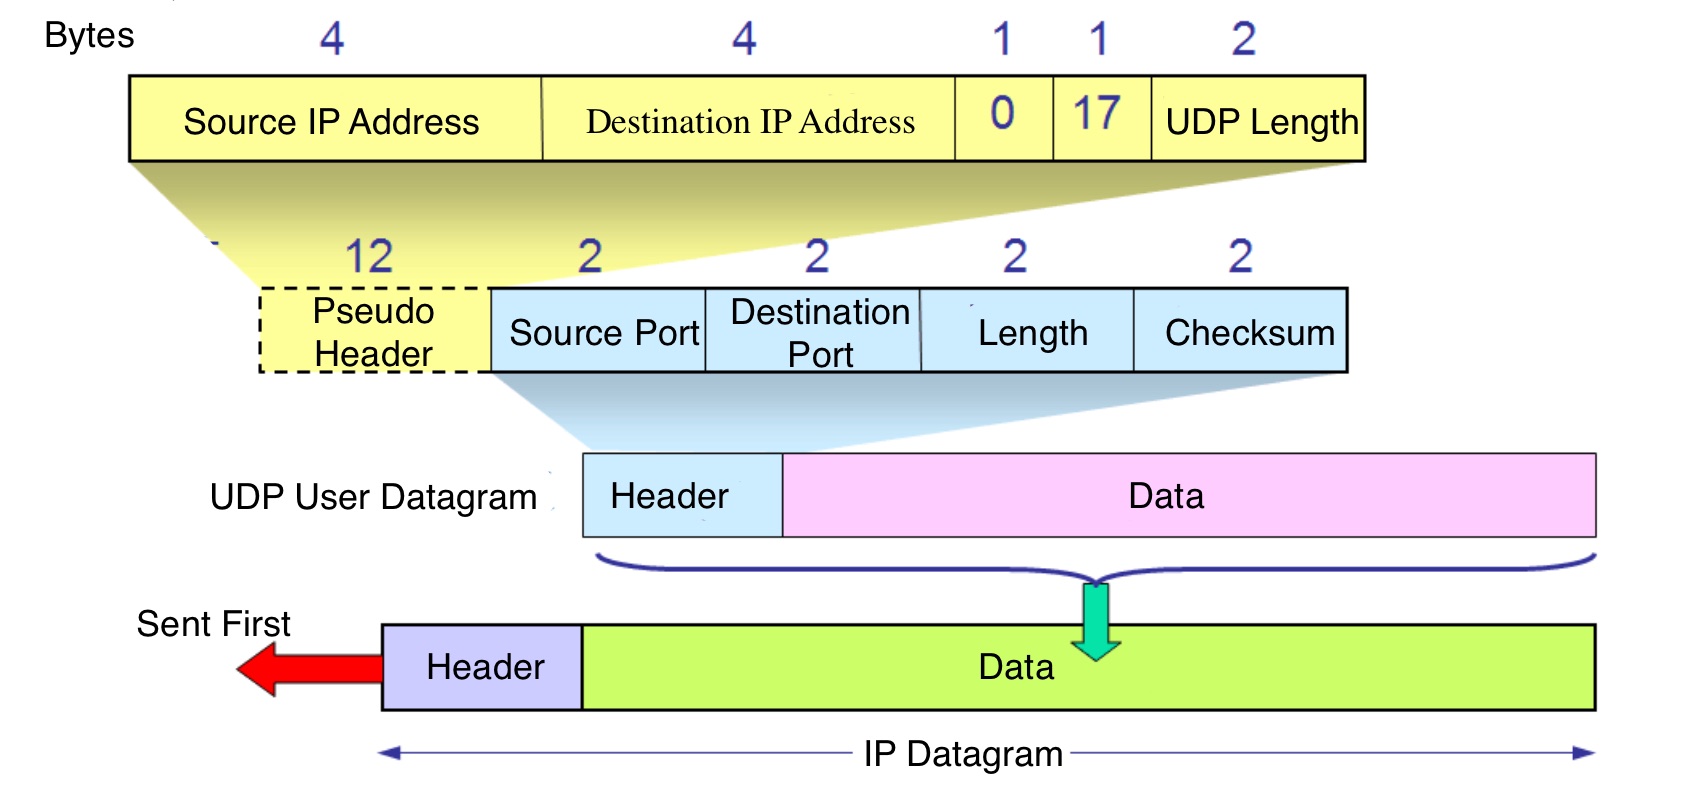 Bytes 4 4 1 1 2
Source IP Address Destination IP Address 0 17 UDP Length
12 2 2 2 2
Pseudo
Header
Source Port
Destination
Port
Length
Checksum
UDP User Datagram
Header
Data
Sent First
Header
Data
IP Datagram